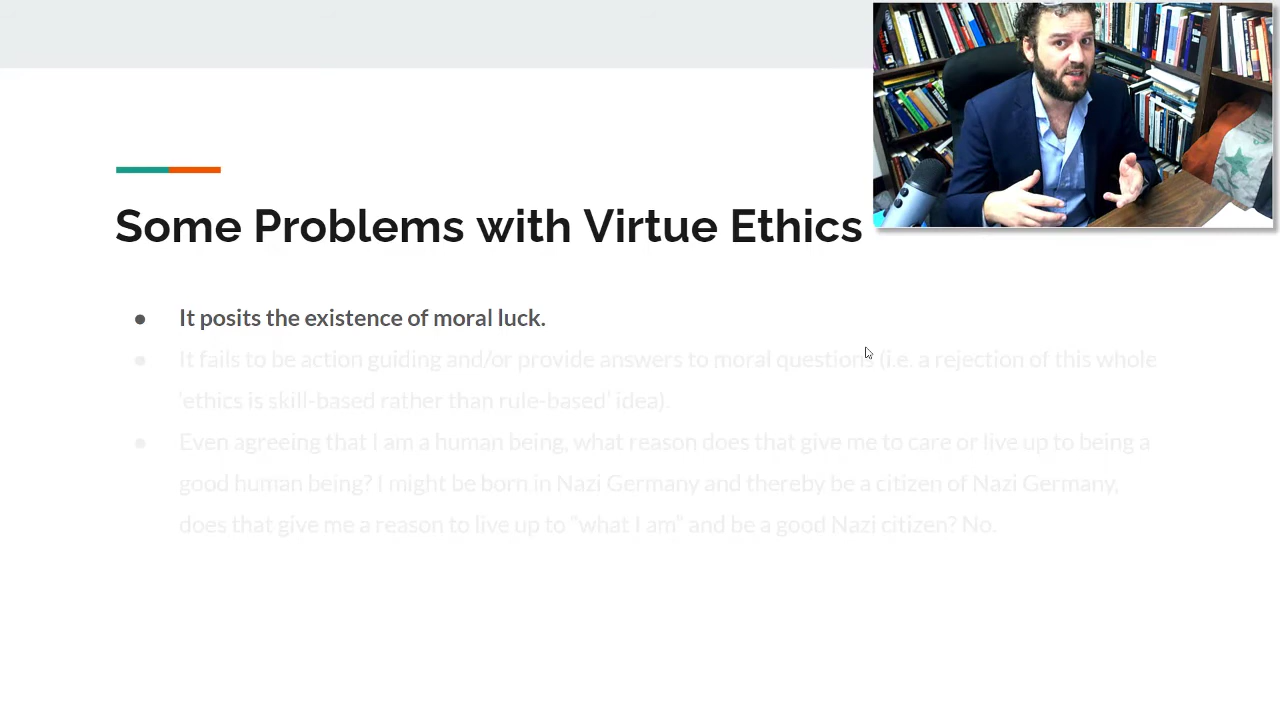 Some Problems with Virtue Ethics
● It posits the existence of moral luck.
● It fails to be action guiding and/or provide answers to moral questions (i.e. a rejection of this whole
'ethics is skill-based rather than rule-based' idea).
● Even agreeing that I am a human being, what reason does that give me to care or live up to being a
good human being? I might be born in Nazi Germany and thereby be a citizen of Nazi Germany,
does that give me a reason to live up to "what I am" and be a good Nazi citizen? No.